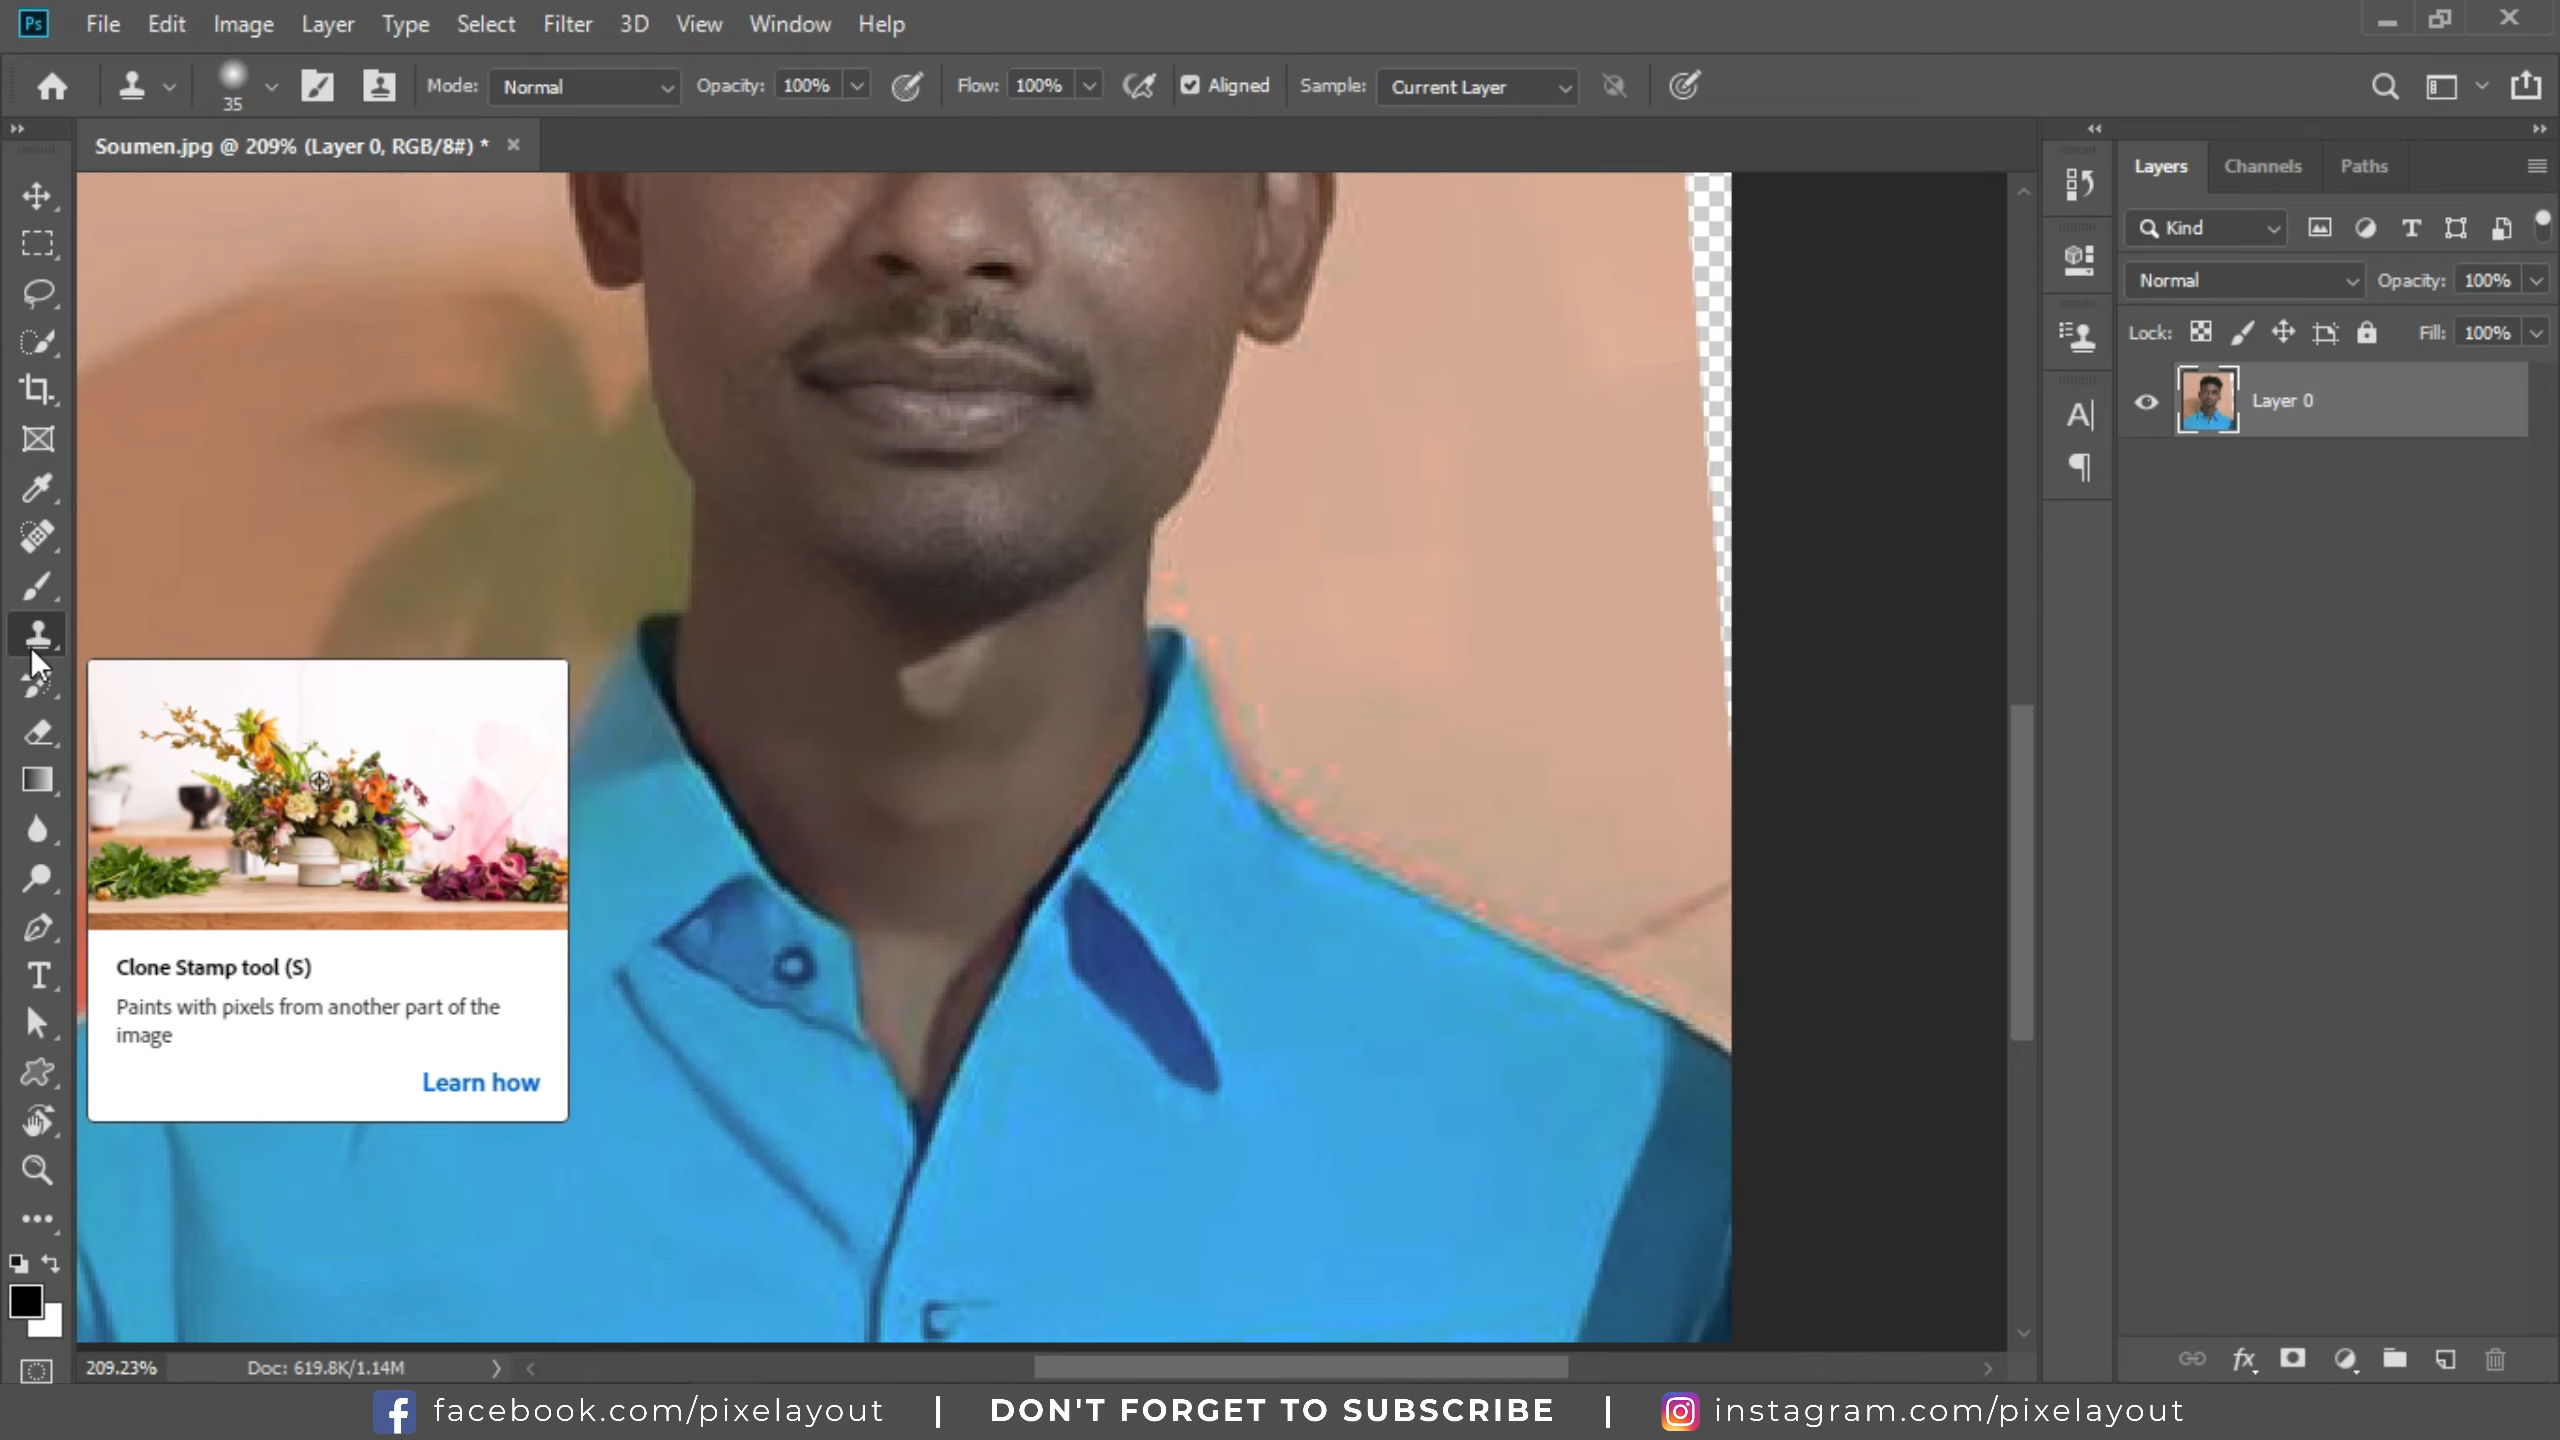 Ps File Edit Image Layer Type Select Filter 3D View Window Help
35 Mode: Normal Opacity: 100% Flow: 100% Aligned Sample: Current Layer
Soumen.jpg @ 209% (Layer 0, RGB/8#) * ×
Layers Channels Paths
Kind
Normal Opacity: 100%
Lock: Fill: 100%
Layer 0
Clone Stamp tool (S)
Paints with pixels from another part of the
image
Learn how
209.23% Doc: 619.8K/1.14M
facebook.com/pixelayout | DON'T FORGET TO SUBSCRIBE | instagram.com/pixelayout